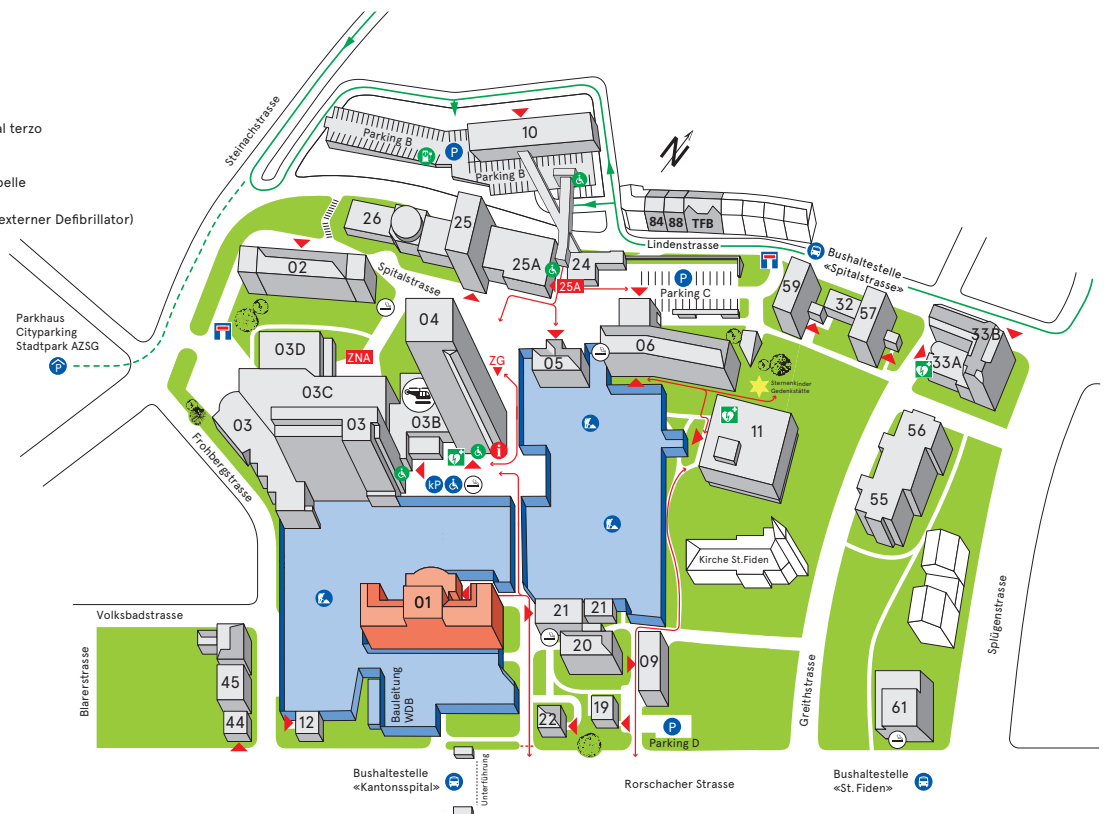 al terzo
pelle
externer Defibrillator)
Steinachstrasse
Parking B
P
Parking B
10
N
84 88 TFB
Lindenstrasse
Bushaltestelle
«Spitalstrasse»
26
25
25A
24
25A
P
Parking C
02
Spitalstrasse
04
59
32
57
33B
33A
Parkhaus
Cityparking
Stadtpark AZSG
P
03D
ZNA
ZG
05
06
Sternenkinder
Gedenkstätte
03C
03
03
03B
i
kP
11
56
55
Frohbergstrasse
Kirche St.Fiden
01
Volksbadstrasse
Blarerstrasse
21
21
20
09
45
44
12
Bauleitung
WDB
22
19
P
Parking D
Greithstrasse
Splügenstrasse
61
Bushaltestelle
«Kantonsspital»
Unterführung
Rorschacher Strasse
Bushaltestelle
«St. Fiden»